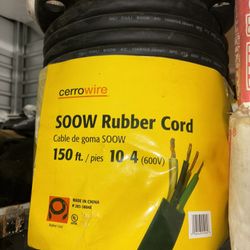 cerrowire
SOOW Rubber Cord
Cable de goma SOOW
150 ft. / pies 10-4 (600V)
MADE IN CHINA